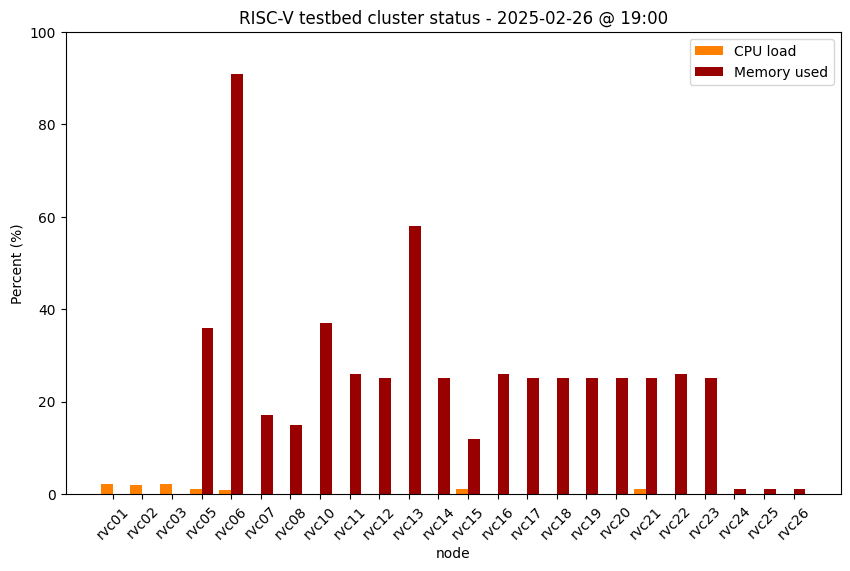 RISC-V testbed cluster status - 2025-02-26 @ 19:00
CPU load
Memory used
Percent (%)
100
80
60
40
20
0
rvc01 rvc02 rvc03 rvc05 rvc06 rvc07 rvc08 rvc10 rvc11 rvc12 rvc13 rvc14 rvc15 rvc16 rvc17 rvc18 rvc19 rvc20 rvc21 rvc22 rvc23 rvc24 rvc25 rvc26
node